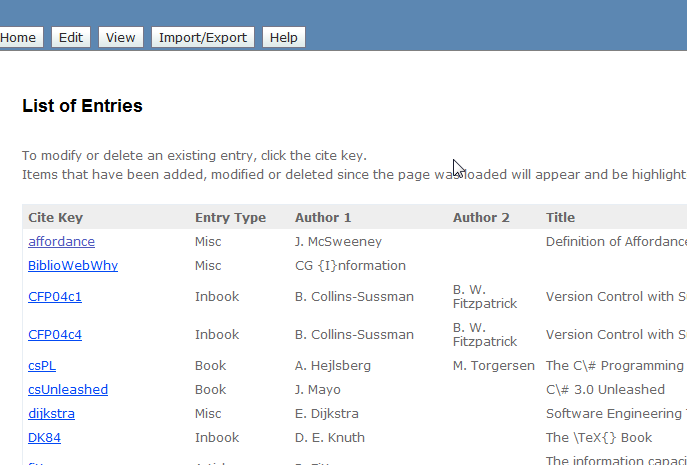 Home Edit View Import/Export Help
List of Entries
To modify or delete an existing entry, click the cite key.
Items that have been added, modified or deleted since the page was loaded will appear and be highlight
Cite Key Entry Type Author 1 Author 2 Title
affordance Misc J. McSweeney Definition of Affordance
BiblioWebWhy Misc CG {I}nformation
CFP04c1 Inbook B. Collins-Sussman B. W. Fitzpatrick Version Control with S
CFP04c4 Inbook B. Collins-Sussman B. W. Fitzpatrick Version Control with S
csPL Book A. Hejlsberg M. Torgersen The C\# Programming
csUnleashed Book J. Mayo C\# 3.0 Unleashed
dijkstra Misc E. Dijkstra Software Engineering
DK84 Inbook D. E. Knuth The \TeX{} Book
The information capaci